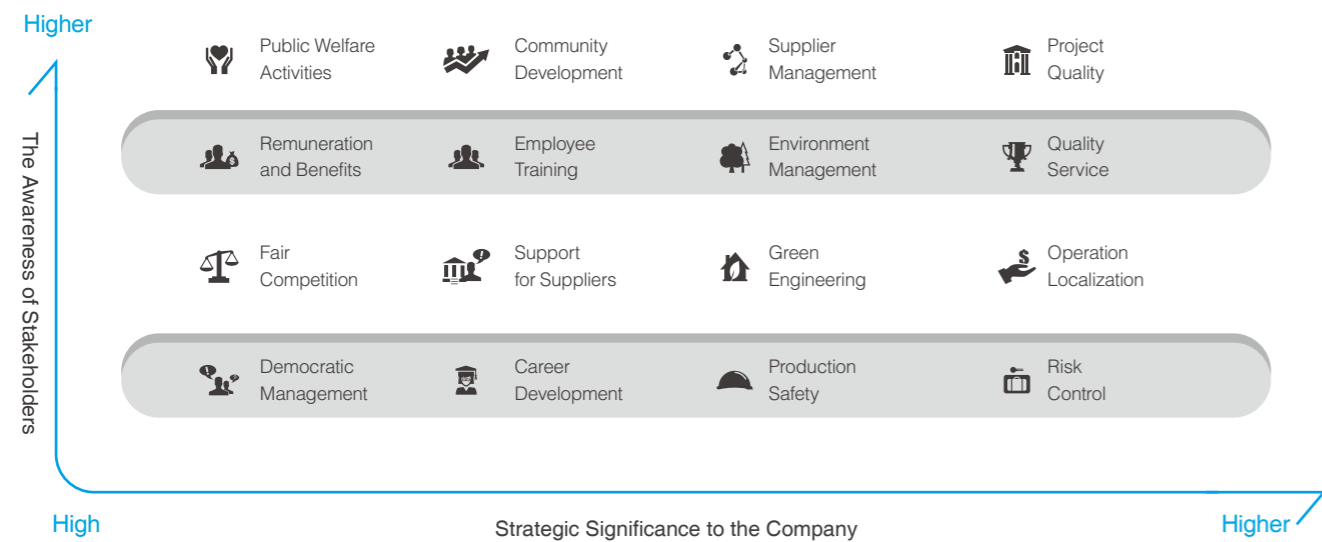 Higher
Public Welfare
Activities
Community
Development
Supplier
Management
Project
Quality
The Awareness of Stakeholders
Remuneration
and Benefits
Employee
Training
Environment
Management
Quality
Service
Fair
Competition
Support
for Suppliers
Green
Engineering
Operation
Localization
Democratic
Management
Career
Development
Production
Safety
Risk
Control
High
Strategic Significance to the Company
Higher